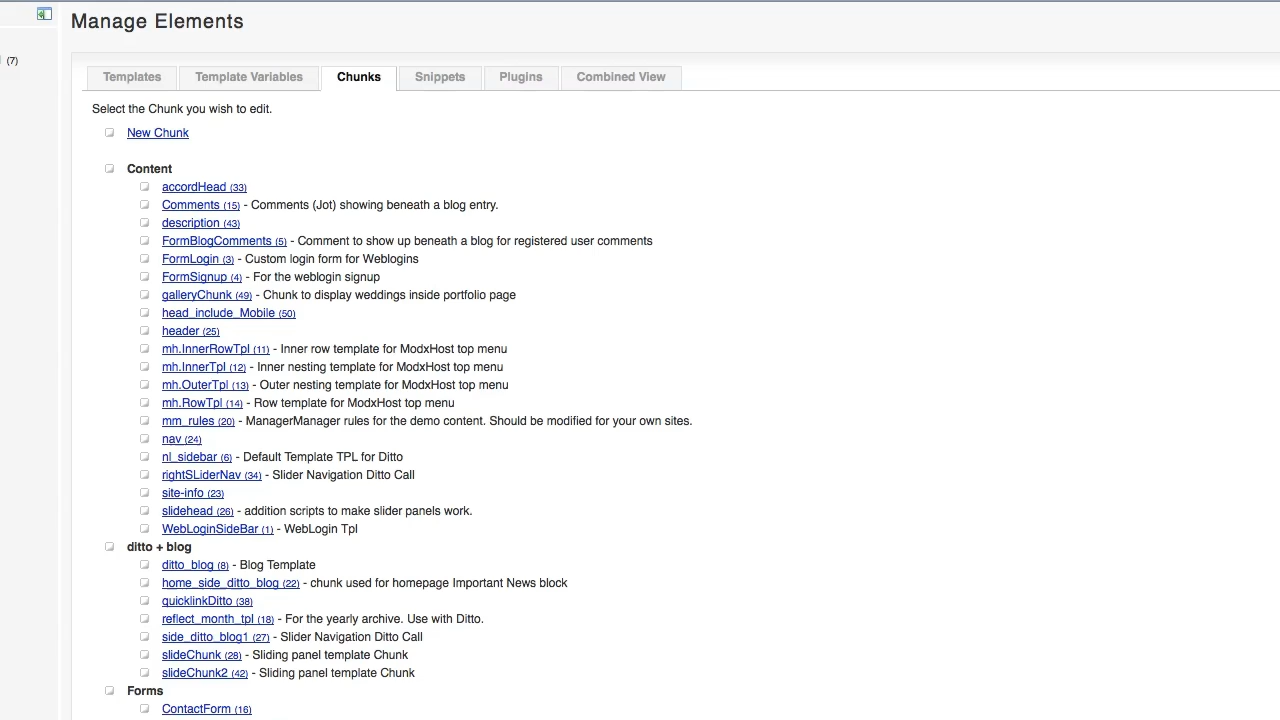 Manage Elements
(7)
Templates Template Variables Chunks Snippets Plugins Combined View
Select the Chunk you wish to edit.
New Chunk
Content
accordHead (33)
Comments (15) - Comments (Jot) showing beneath a blog entry.
description (43)
FormBlogComments (5) - Comment to show up beneath a blog for registered user comments
FormLogin (3) - Custom login form for Weblogins
FormSignup (4) - For the weblogin signup
galleryChunk (49) - Chunk to display weddings inside portfolio page
head_include_Mobile (50)
header (25)
mh.InnerRowTpl (11) - Inner row template for ModxHost top menu
mh.InnerTpl (12) - Inner nesting template for ModxHost top menu
mh.OuterTpl (13) - Outer nesting template for ModxHost top menu
mh.RowTpl (14) - Row template for ModxHost top menu
mm_rules (20) - ManagerManager rules for the demo content. Should be modified for your own sites.
nav (24)
nl_sidebar (6) - Default Template TPL for Ditto
rightSLiderNav (34) - Slider Navigation Ditto Call
site-info (23)
slidehead (26) - addition scripts to make slider panels work.
WebLoginSideBar (1) - WebLogin Tpl
ditto + blog
ditto_blog (8) - Blog Template
home_side_ditto_blog (22) - chunk used for homepage Important News block
quicklinkDitto (38)
reflect_month_tpl (18) - For the yearly archive. Use with Ditto.
side_ditto_blog1 (27) - Slider Navigation Ditto Call
slideChunk (28) - Sliding panel template Chunk
slideChunk2 (42) - Sliding panel template Chunk
Forms
ContactForm (16)